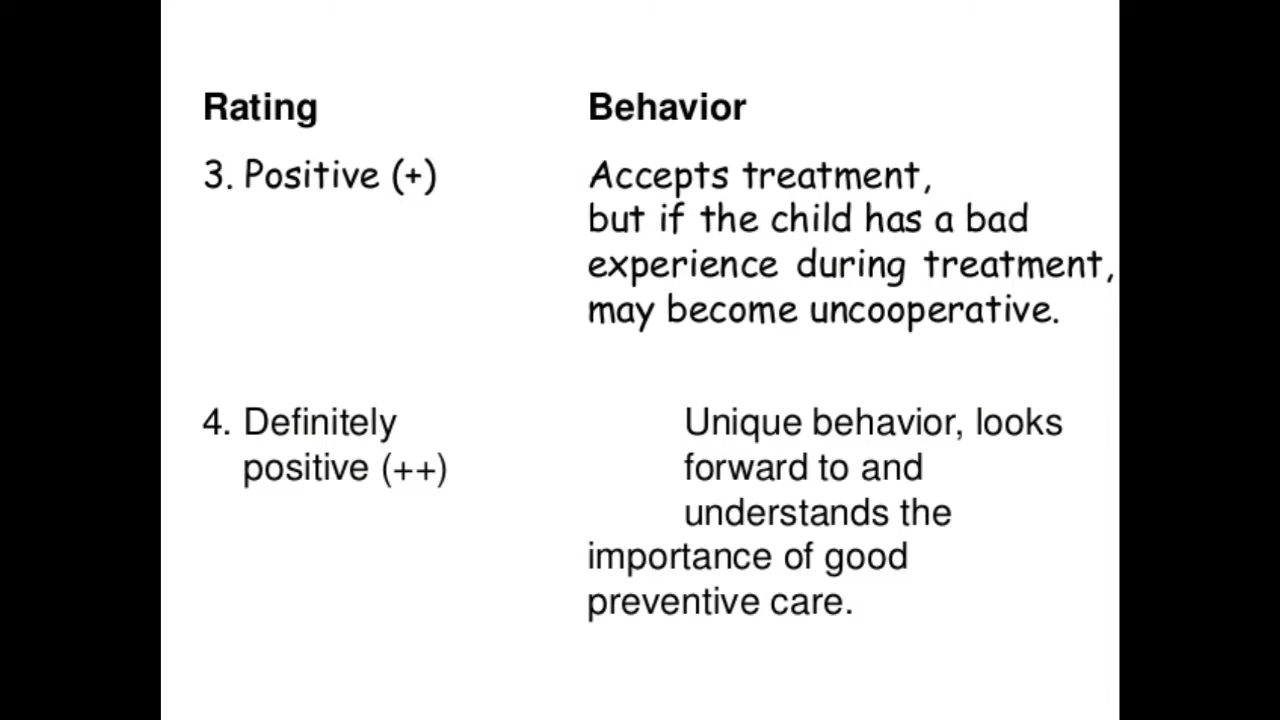 Rating Behavior
3. Positive (+) Accepts treatment,
but if the child has a bad
experience during treatment,
may become uncooperative.
4. Definitely Unique behavior, looks
positive (++) forward to and
understands the
importance of good
preventive care.